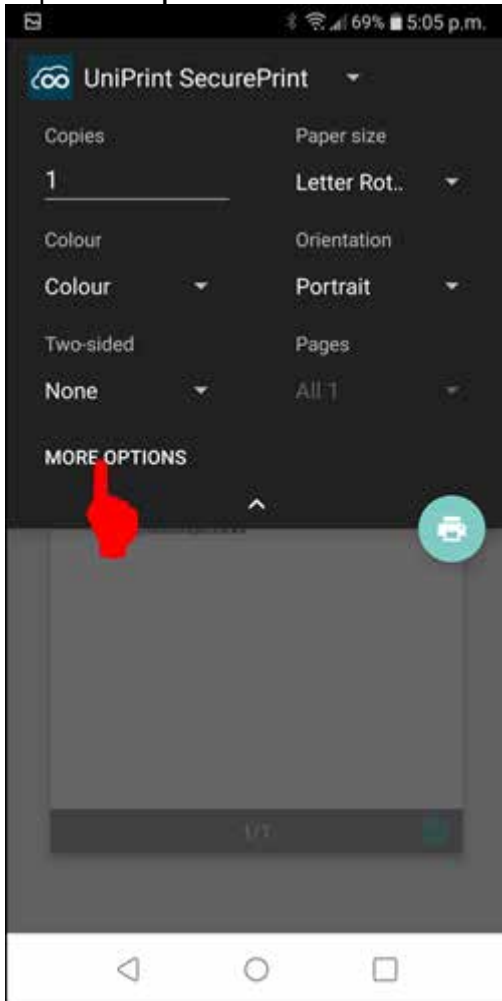 69% 5:05 p.m.
UniPrint SecurePrint
Copies Paper size
1 Letter Rot..
Colour Orientation
Colour Portrait
Two-sided Pages
None All 1
MORE OPTIONS
1/1